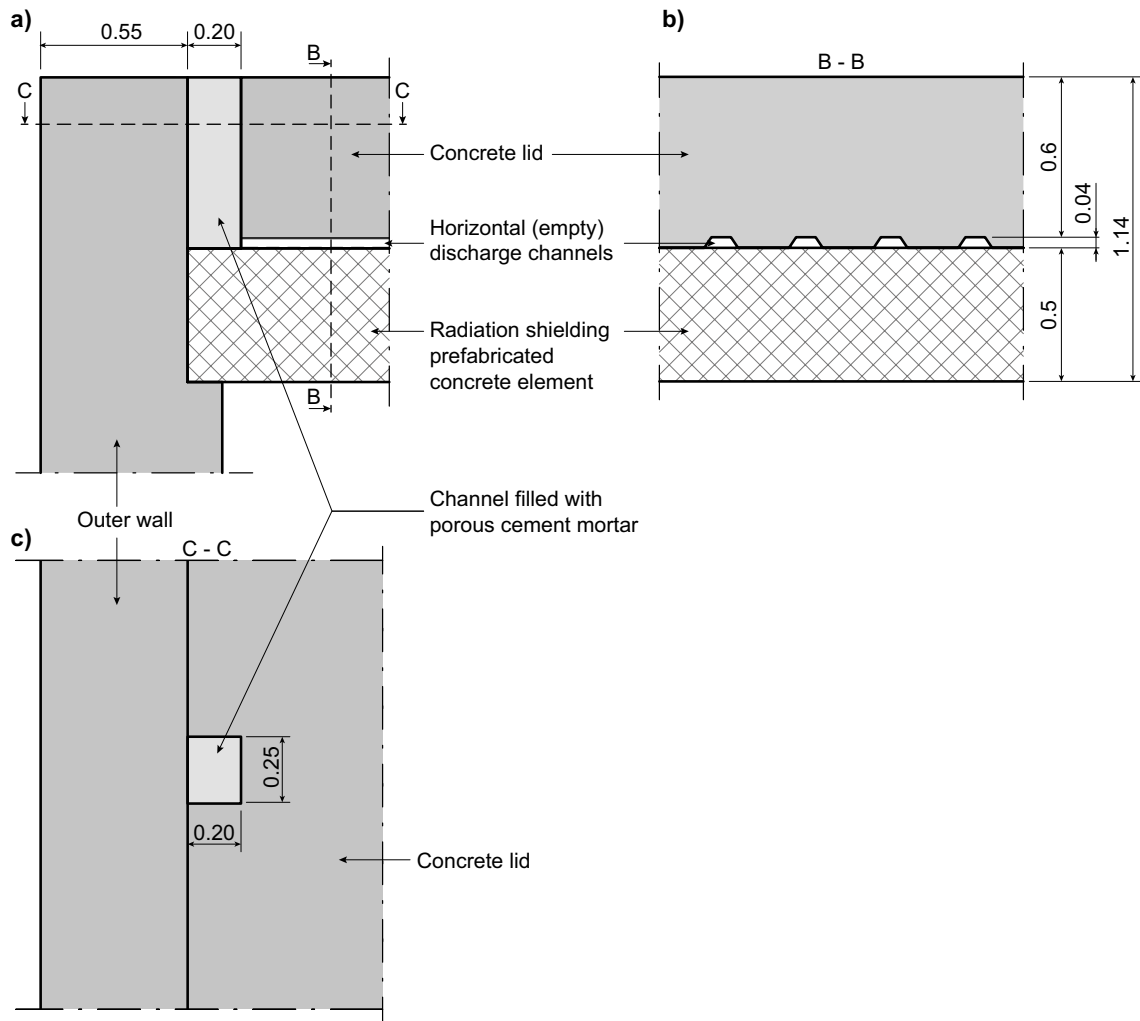 a)
0.55
0.20
B
C
C
B
b)
B - B
0.6
0.04
1.14
0.5
Concrete lid
Horizontal (empty)
discharge channels
Radiation shielding
prefabricated
concrete element
Channel filled with
porous cement mortar
Outer wall
c)
C - C
0.25
0.20
Concrete lid